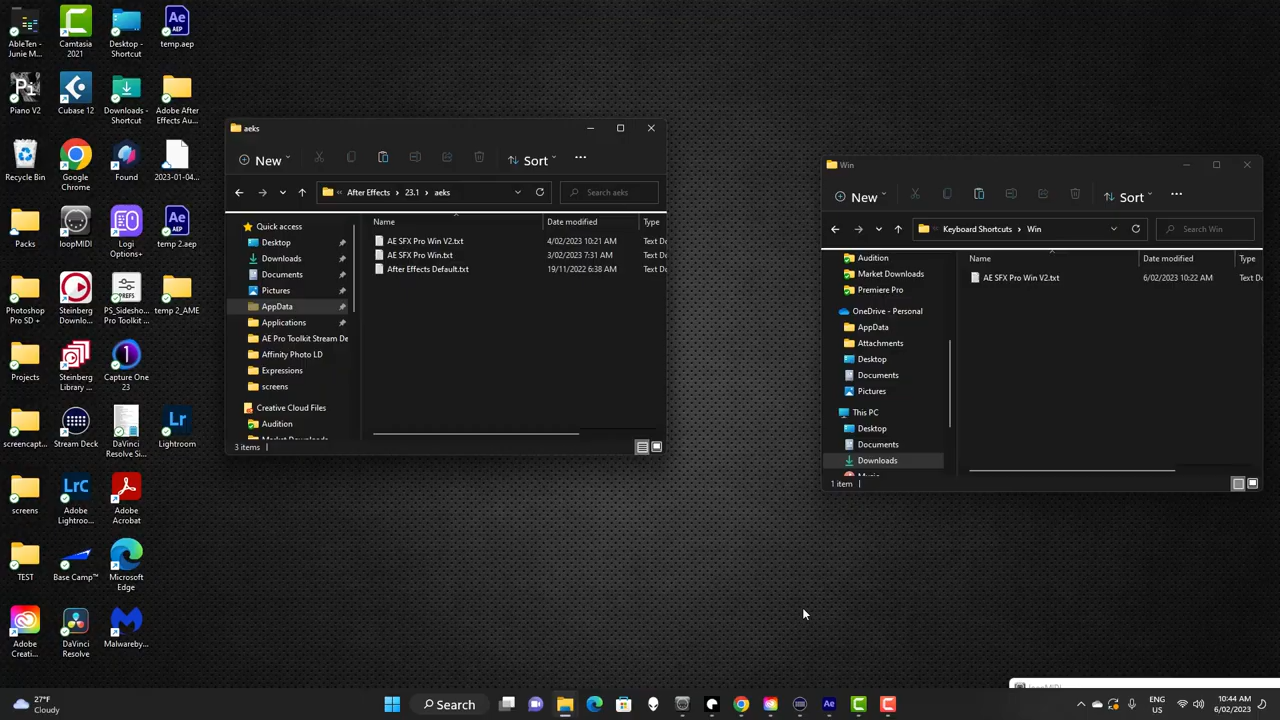 AbleTen -
Junie M...
Camtasia
2021
Desktop -
Shortcut
temp.aep
Piano V2
Cubase 12
Downloads -
Shortcut
Adobe After
Effects Au...
Recycle Bin
Google
Chrome
Found
2023-01-04...
Packs
loopMIDI
Logi
Options+
temp 2.aep
Photoshop
Pro SD +
Steinberg
Downlo...
PS_Sidesho...
Pro Toolkit ...
temp 2_AME
Projects
Steinberg
Library ...
Capture One
23
screencapt...
Stream Deck
DaVinci
Resolve Si...
Lightroom
screens
Adobe
Lightroo...
Adobe
Acrobat
TEST
Base Camp™
Microsoft
Edge
Adobe
Creati...
DaVinci
Resolve
Malwareby...
aeks
New
Sort
After Effects > 23.1 > aeks
Search aeks
Quick access
Desktop
Downloads
Documents
Pictures
AppData
Applications
AE Pro Toolkit Stream De
Affinity Photo LD
Expressions
screens
Creative Cloud Files
Audition
Market Downloads
Name
Date modified
Type
AE SFX Pro Win V2.txt
4/02/2023 10:21 AM
Text Do
AE SFX Pro Win.txt
3/02/2023 7:31 AM
Text Do
After Effects Default.txt
19/11/2022 6:38 AM
Text Do
3 items
Win
New
Sort
Keyboard Shortcuts > Win
Search Win
Audition
Market Downloads
Premiere Pro
OneDrive - Personal
AppData
Attachments
Desktop
Documents
Pictures
This PC
Desktop
Documents
Downloads
Music
Name
Date modified
Type
AE SFX Pro Win V2.txt
6/02/2023 10:22 AM
Text Do
1 item
loopMIDI
27°F
Cloudy
Search
ENG
US
10:44 AM
6/02/2023